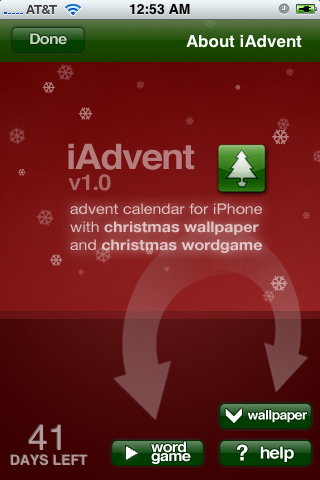 AT&T 12:53 AM
Done
About iAdvent
iAdvent
v1.0
advent calendar for iPhone
with christmas wallpaper
and christmas wordgame
wallpaper
41
DAYS LEFT
word
game
? help